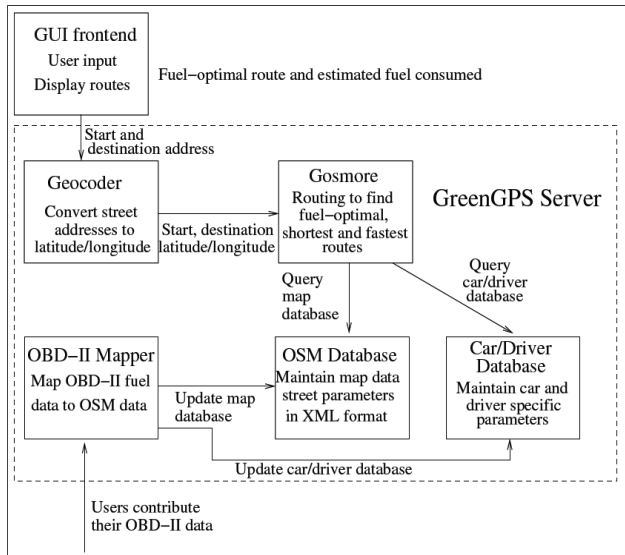 GUI frontend
User input
Display routes
Fuel-optimal route and estimated fuel consumed
Start and
destination address
Geocoder
Convert street
addresses to
latitude/longitude
Start, destination
latitude/longitude
Gosmore
Routing to find
fuel-optimal,
shortest and fastest
routes
GreenGPS Server
Query
map
database
Query
car/driver
database
OBD-II Mapper
Map OBD-II fuel
data to OSM data
Update map
database
OSM Database
Maintain map data
street parameters
in XML format
Car/Driver
Database
Maintain car and
driver specific
parameters
Update car/driver database
Users contribute
their OBD-II data